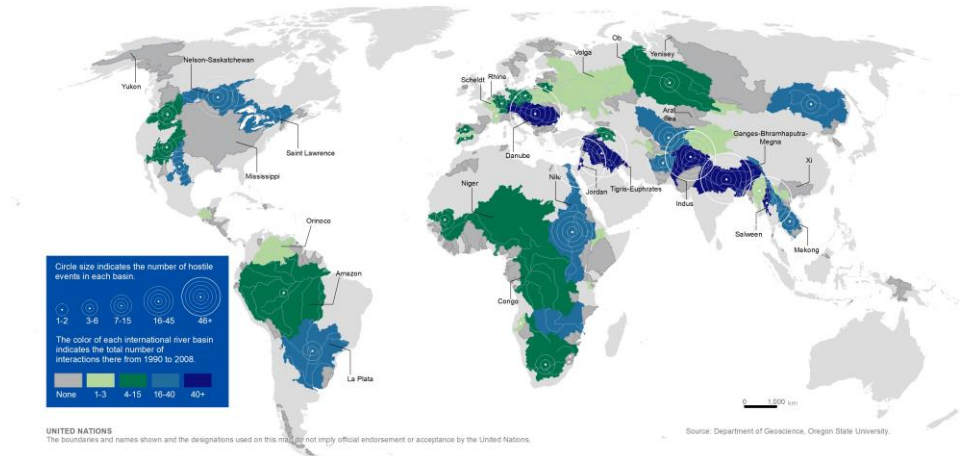 Ob
Volga
Yenisey
Nelson-Saskatchewan
Scheldt
Rhine
Yukon
Aral
Sea
Ganges-Bhramhaputra-
Megna
Saint Lawrence
Danube
Xi
Mississippi
Niger
Nile
Jordan
Tigris-Euphrates
Indus
Orinoco
Salween
Mekong
Circle size indicates the number of hostile
events in each basin.
Amazon
Congo
1-2
3-6
7-15
16-45
46+
The color of each international river basin
indicates the total number of
interactions there from 1990 to 2008.
La Plata
None
1-3
4-15
16-40
40+
0 1,000 km
UNITED NATIONS
The boundaries and names shown and the designations used on this map do not imply official endorsement or acceptance by the United Nations.
Source: Department of Geoscience, Oregon State University.